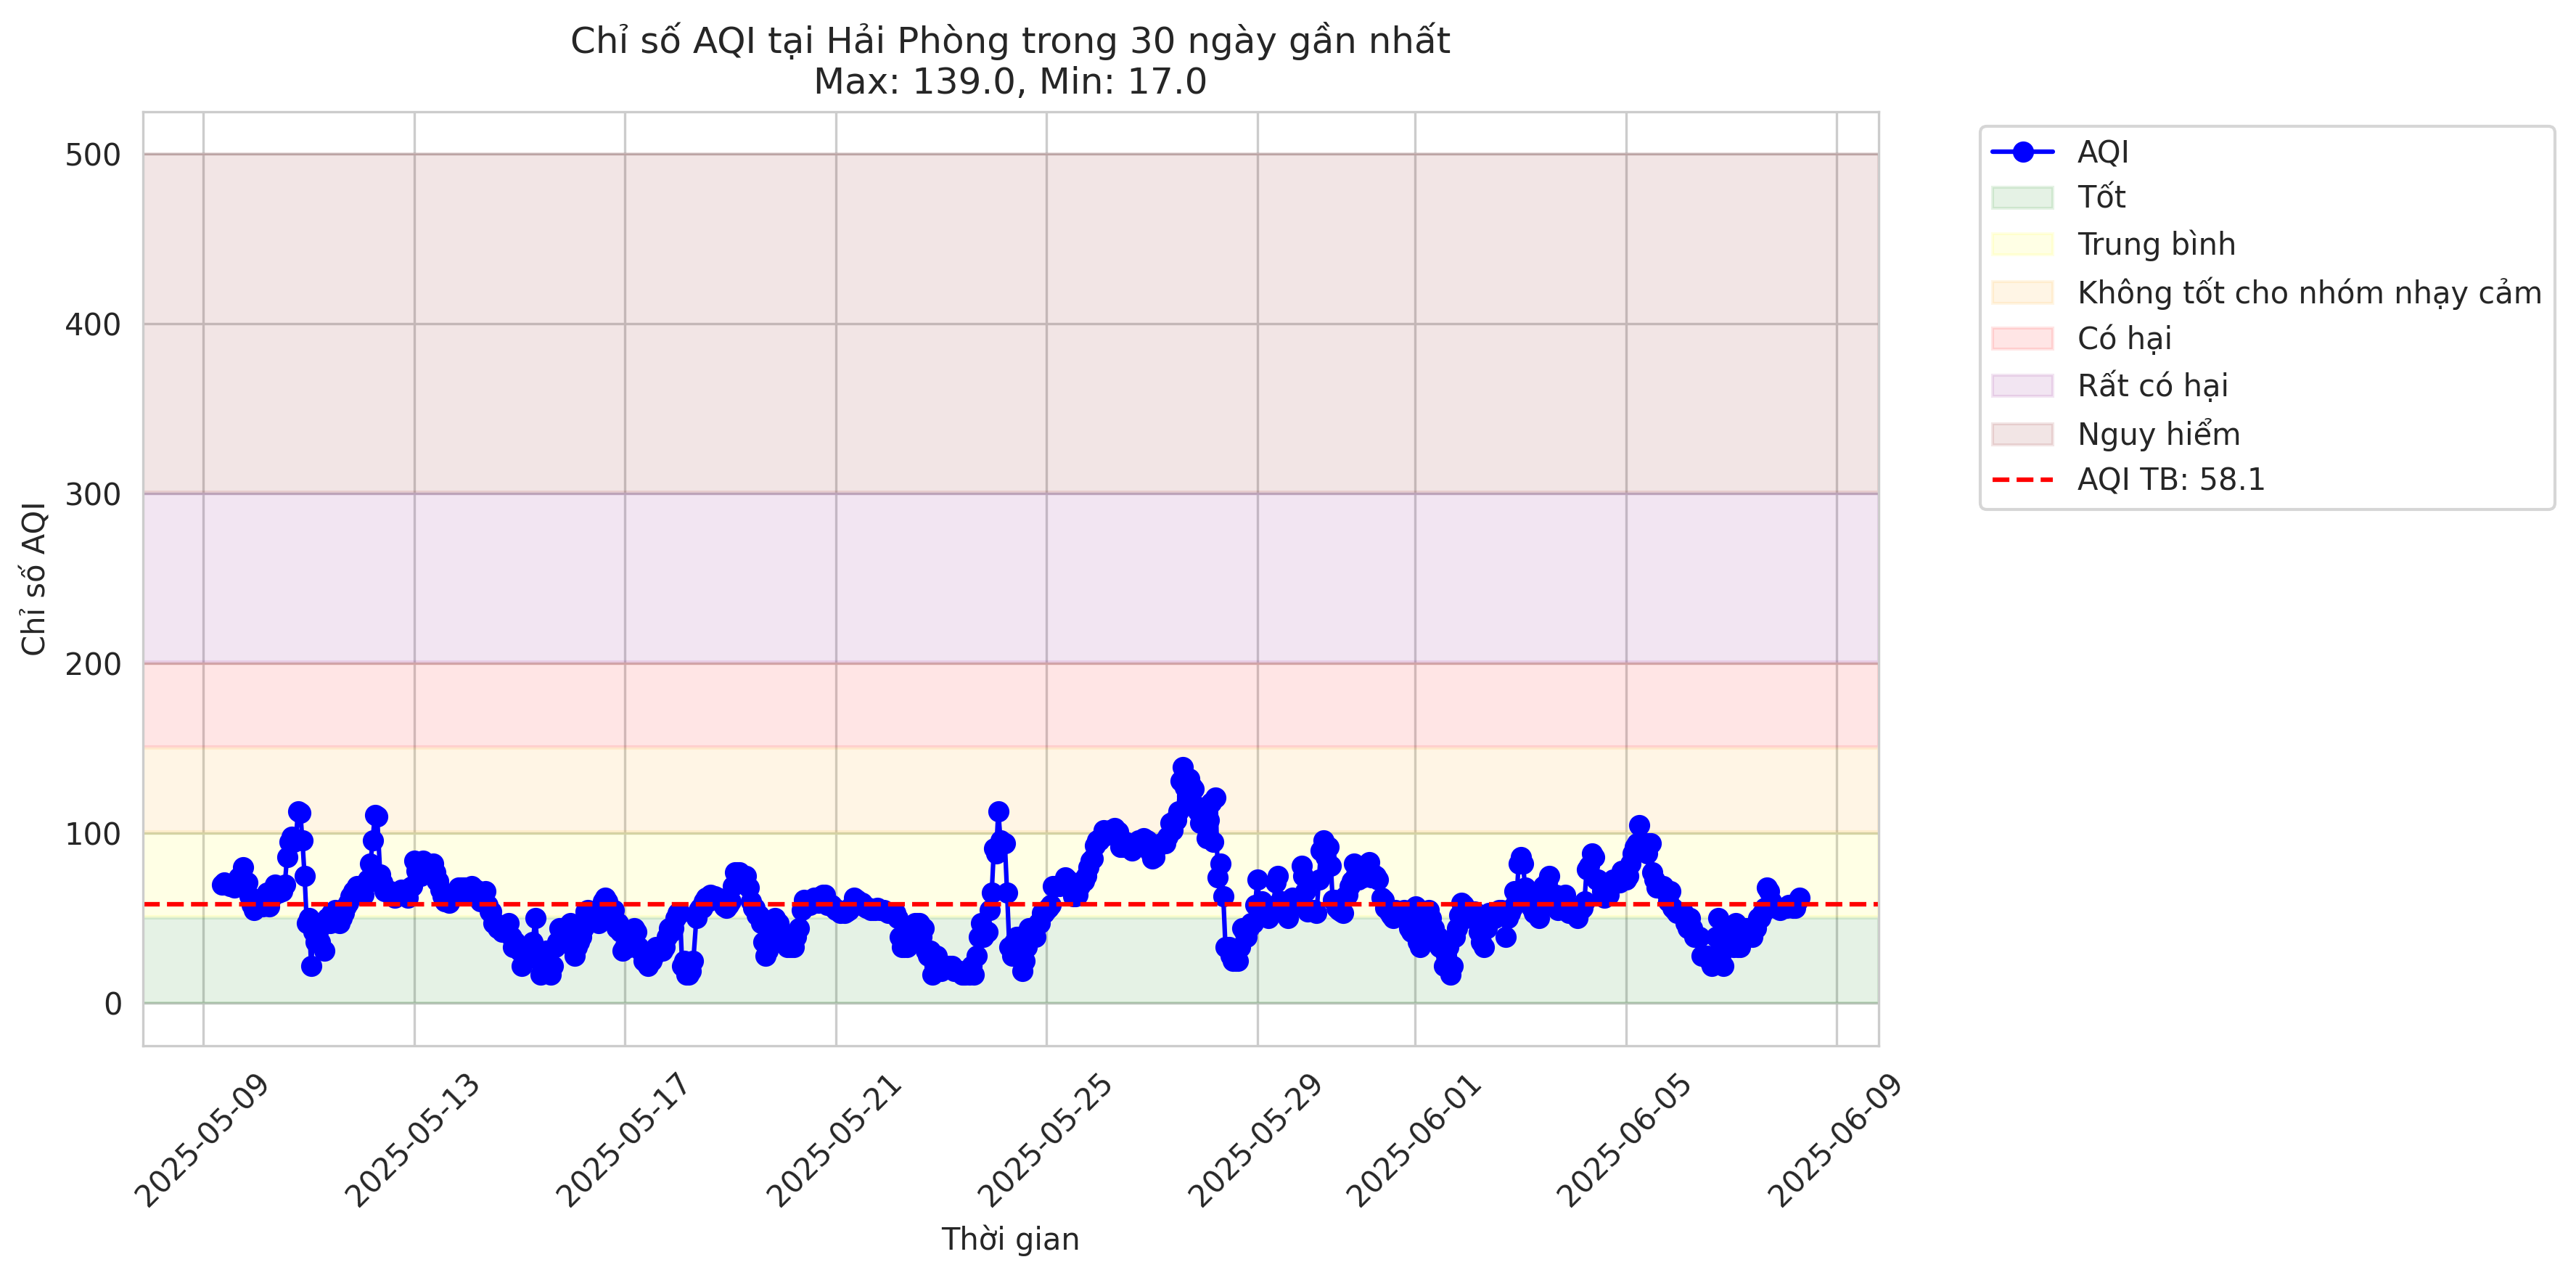 Chỉ số AQI tại Hải Phòng trong 30 ngày gần nhất
Max: 139.0, Min: 17.0
Chỉ số AQI
500
400
300
200
100
0
2025-05-09
2025-05-13
2025-05-17
2025-05-21
2025-05-25
2025-05-29
2025-06-01
2025-06-05
2025-06-09
Thời gian
AQI
Tốt
Trung bình
Không tốt cho nhóm nhạy cảm
Có hại
Rất có hại
Nguy hiểm
AQI TB: 58.1